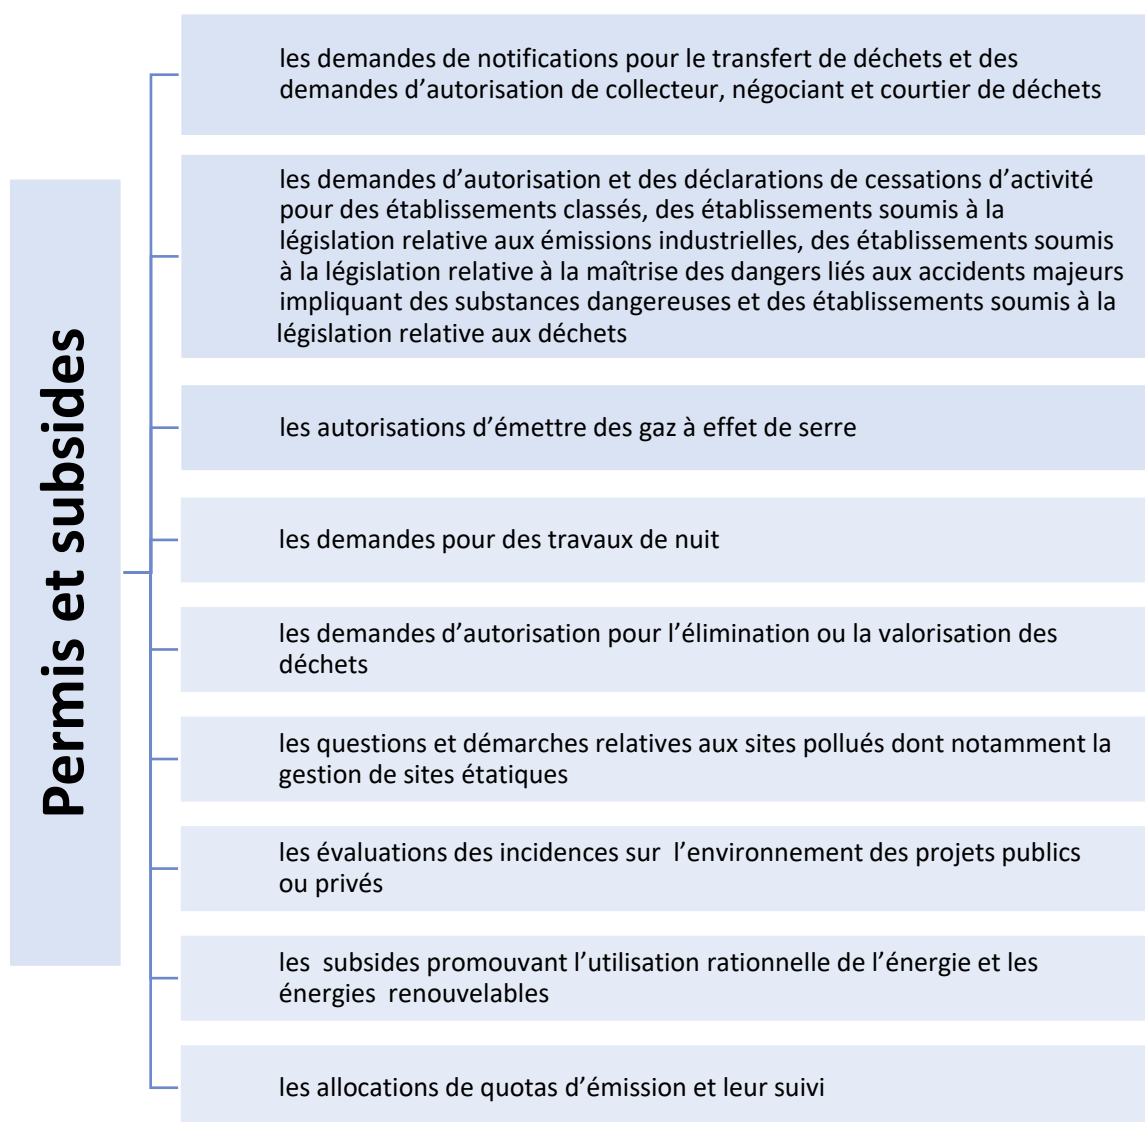 Permis et subsides
les demandes de notifications pour le transfert de déchets et des
demandes d’autorisation de collecteur, négociant et courtier de déchets
les demandes d’autorisation et des déclarations de cessations d’activité
pour des établissements classés, des établissements soumis à la
législation relative aux émissions industrielles, des établissements soumis
à la législation relative à la maîtrise des dangers liés aux accidents majeurs
impliquant des substances dangereuses et des établissements soumis à la
législation relative aux déchets
les autorisations d’émettre des gaz à effet de serre
les demandes pour des travaux de nuit
les demandes d’autorisation pour l’élimination ou la valorisation des
déchets
les questions et démarches relatives aux sites pollués dont notamment la
gestion de sites étatiques
les évaluations des incidences sur l’environnement des projets publics
ou privés
les subsides promouvant l’utilisation rationnelle de l’énergie et les
énergies renouvelables
les allocations de quotas d’émission et leur suivi